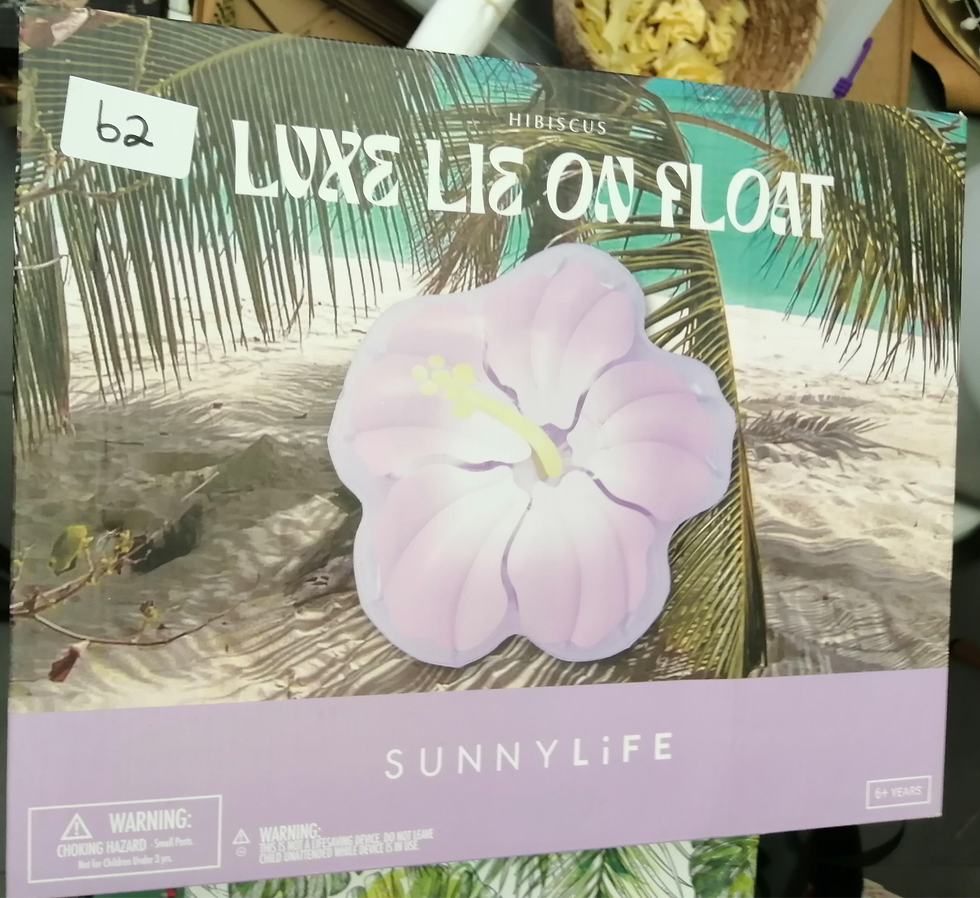 62
HIBISCUS
LUXE LIE ON FLOAT
SUNNYLiFE
6+ YEARS
WARNING:
CHOKING HAZARD - Small Parts.
Not for Children Under 3 yrs.
WARNING:
THIS IS NOT A LIFESAVING DEVICE. DO NOT LEAVE
CHILD UNATTENDED WHILE DEVICE IS IN USE.